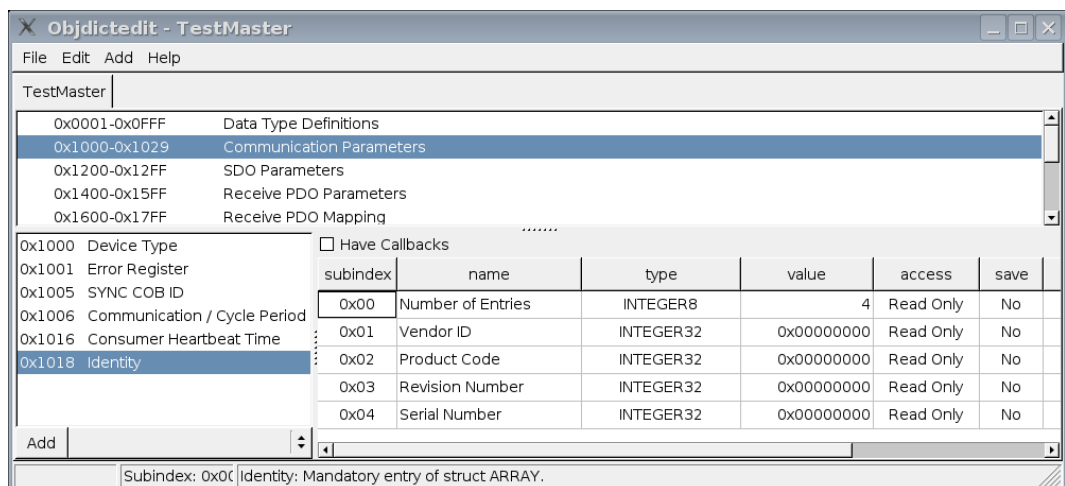 Objdictedit - TestMaster
File Edit Add Help
TestMaster
0x0001-0x0FFF Data Type Definitions
0x1000-0x1029 Communication Parameters
0x1200-0x12FF SDO Parameters
0x1400-0x15FF Receive PDO Parameters
0x1600-0x17FF Receive PDO Mapping
0x1000 Device Type
0x1001 Error Register
0x1005 SYNC COB ID
0x1006 Communication / Cycle Period
0x1016 Consumer Heartbeat Time
0x1018 Identity
Add
Have Callbacks
subindex name type value access save
0x00 Number of Entries INTEGER8 4 Read Only No
0x01 Vendor ID INTEGER32 0x00000000 Read Only No
0x02 Product Code INTEGER32 0x00000000 Read Only No
0x03 Revision Number INTEGER32 0x00000000 Read Only No
0x04 Serial Number INTEGER32 0x00000000 Read Only No
Subindex: 0x00 Identity: Mandatory entry of struct ARRAY.